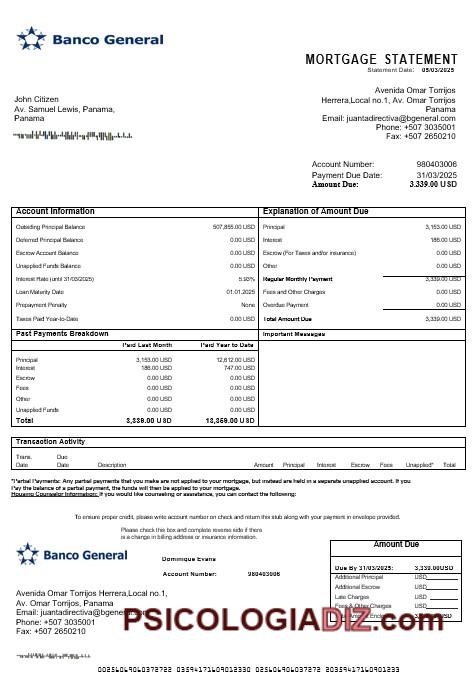 Banco General
MORTGAGE STATEMENT
Statement Date: 05/03/2025
John Citizen
Av. Samuel Lewis, Panama,
Panama
Avenida Omar Torrijos
Herrera,Local no.1, Av. Omar Torrijos
Panama
Email: juantadirectiva@bgeneral.com
Phone: +507 3035001
Fax: +507 2650210
Account Number: 980403006
Payment Due Date: 31/03/2025
Amount Due: 3.339.00 USD
Account Information
Outsiding Principal Balance 507,855.00 USD
Deferred Principal Balance 0.00 USD
Escrow Account Balance 0.00 USD
Unapplied Funds Balance 0.00 USD
Interest Rate (until 31/03/2025) 5.93%
Loan Maturity Date 01.01.2025
Prepayment Penalty None
Taxes Paid Year-to-Date 0.00 USD
Explanation of Amount Due
Principal 3,153.00 USD
Interest 186.00 USD
Escrow (For Taxes and/or insurance) 0.00 USD
Other 0.00 USD
Regular Monthly Payment 3,339.00 USD
Fees and Other Charges 0.00 USD
Overdue Payment 0.00 USD
Total Amount Due 3,339.00 USD
Past Payments Breakdown
Paid Last Month Paid Year to Date
Principal 3,153.00 USD 12,612.00 USD
Interest 186.00 USD 747.00 USD
Escrow 0.00 USD 0.00 USD
Fees 0.00 USD 0.00 USD
Other 0.00 USD 0.00 USD
Unapplied Funds 0.00 USD 0.00 USD
Total 3,339.00 USD 13,359.00 USD
Important Messages
Transaction Activity
Trans. Date Due Date Description Amount Principal Interest Escrow Fees Unapplied* Total
*Partial Payments: Any partial payments that you make are not applied to your mortgage, but instead are held in a separate unapplied account. If you
Pay the balance of a partial payment, the funds will then be applied to your mortgage.
Housing Counselor Information: If you would like counseling or assistance, you can contact the following:
To ensure proper credit, please write account number on check and return this stub along with your payment in envelope provided.
Please check this box and complete reverse side if there
is a change in billing address or insurance information.
Banco General
Dominique Evans
Account Number: 980403006
Avenida Omar Torrijos Herrera,Local no.1,
Av. Omar Torrijos, Panama
Email: juantadirectiva@bgeneral.com
Phone: +507 3035001
Fax: +507 2650210
Amount Due
Due By 31/03/2025: 3,339.00USD
Additional Principal USD
Additional Escrow USD
Late Charges USD
Fees & Other Charges USD
USD
PSICOLOGIADIZ.com